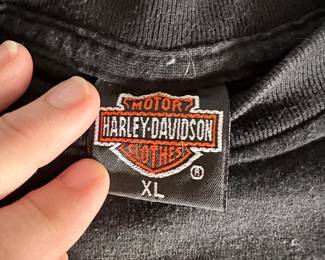 MOTOR
HARLEY-DAVIDSON
CLOTHES
®
XL